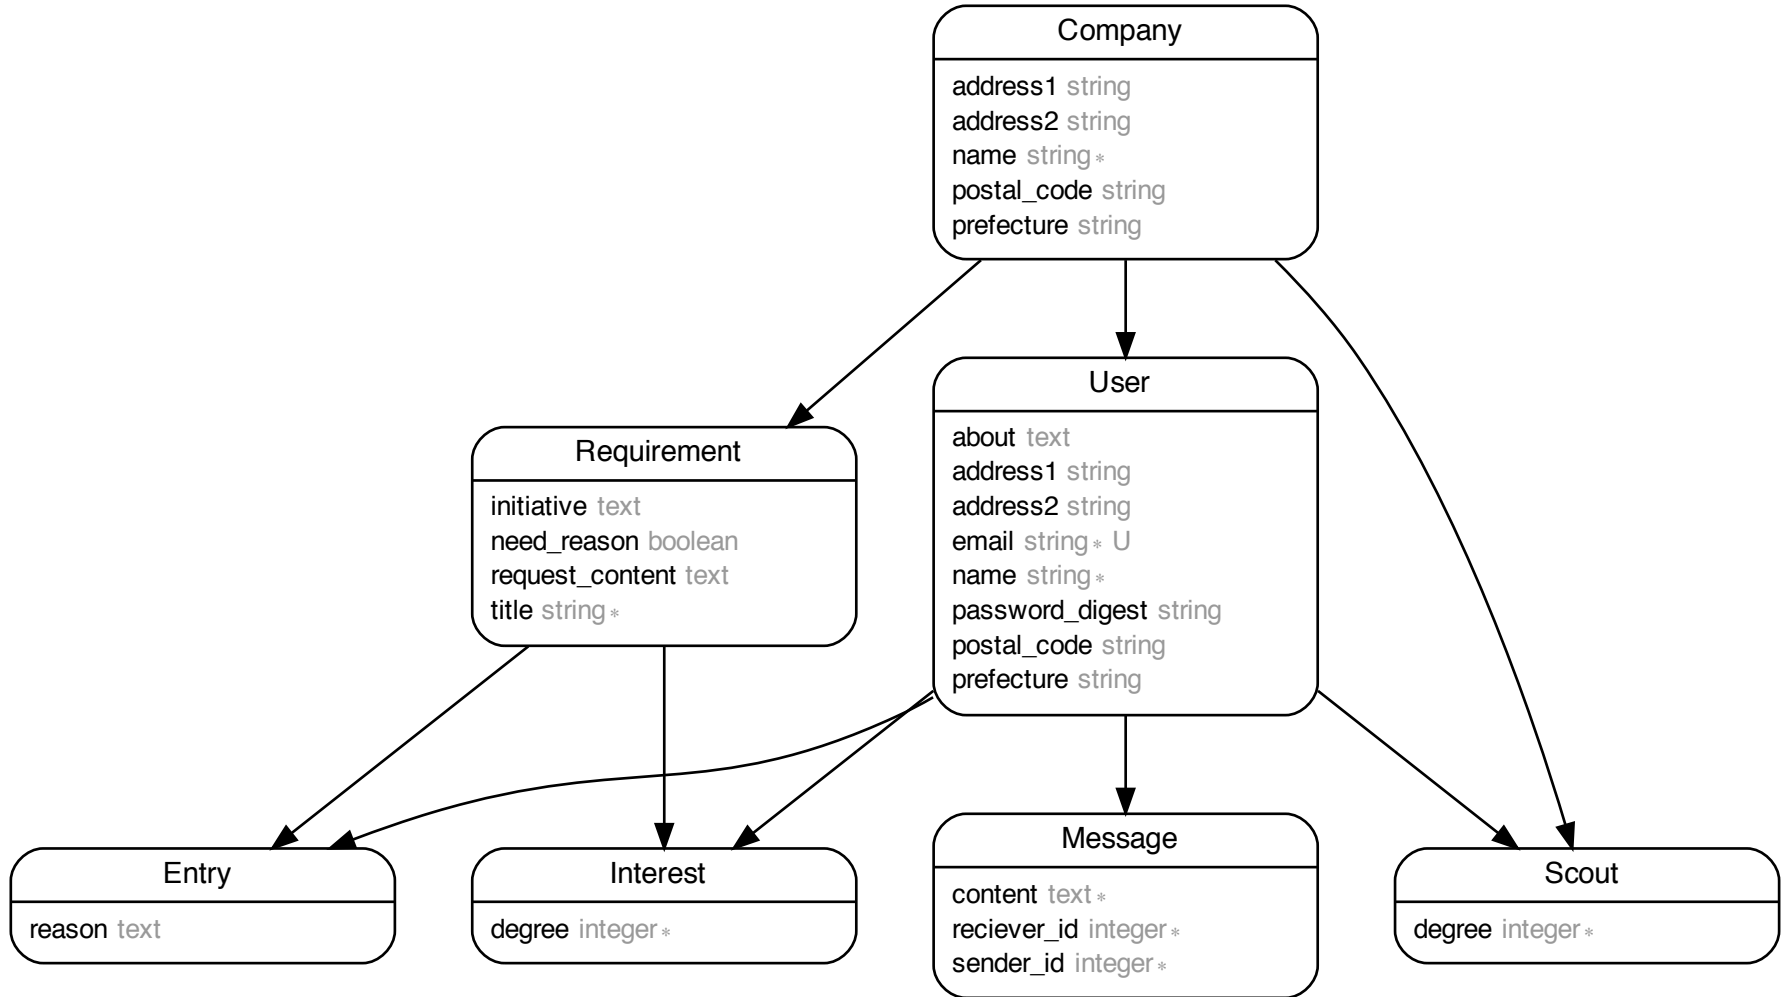 Company
address1 string
address2 string
name string*
postal_code string
prefecture string
User
about text
address1 string
address2 string
email string* U
name string*
password_digest string
postal_code string
prefecture string
Requirement
initiative text
need_reason boolean
request_content text
title string*
Entry
reason text
Interest
degree integer*
Message
content text*
reciever_id integer*
sender_id integer*
Scout
degree integer*